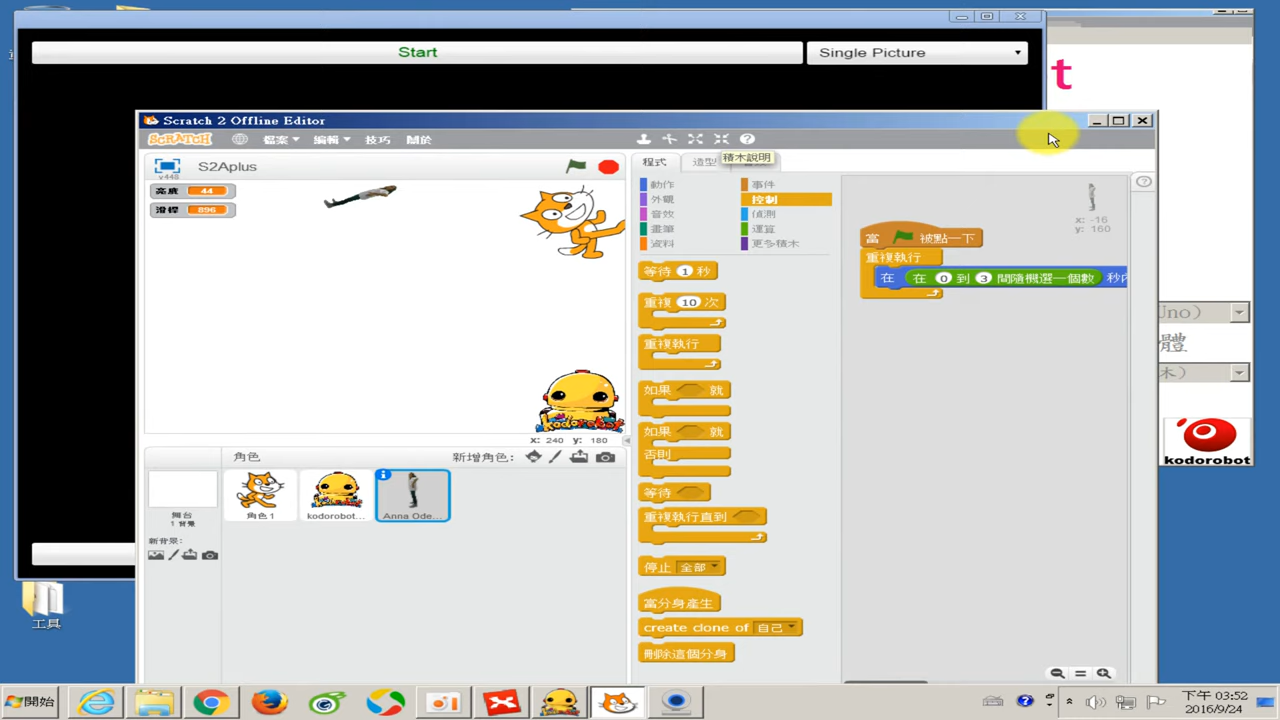 Start
Single Picture
t
Scratch 2 Offline Editor
SCRATCH
檔案
編輯
技巧
關於
積木說明
v448
S2Aplus
程式
造型
亮度 44
滑桿 896
動作
外觀
音效
畫筆
資料
事件
控制
偵測
運算
更多積木
x: -16
y: 160
當 被點一下
重複執行
在 在 0 到 3 間隨機選一個數 秒內
等待 1 秒
重複 10 次
重複執行
如果 就
如果 就
否則
等待
重複執行直到
停止 全部
當分身產生
create clone of 自己
刪除這個分身
kodorobot
x: 240 y: 180
角色
新增角色:
舞台
1 背景
新背景:
角色1
kodorobot...
Anna Ode...
Uno)
體
木)
kodorobot
工具
開始
下午 03:52
2016/9/24